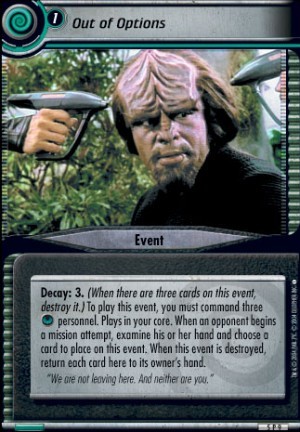 1
Out of Options
Event
Decay: 3. (When there are three cards on this event,
destroy it.) To play this event, you must command three
personnel. Plays in your core. When an opponent begins
a mission attempt, examine his or her hand and choose a
card to place on this event. When this event is destroyed,
return each card here to its owner's hand.
"We are not leaving here. And neither are you."